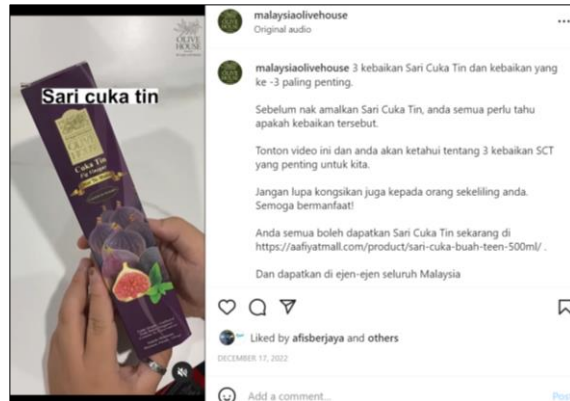 OLIVE
HOUSE
Sari cuka tin
OLIVE
HOUSE
Cuka Tin
Fig Vinegar
malaysiaolivehouse
Original audio
malaysiaolivehouse 3 kebaikan Sari Cuka Tin dan kebaikan yang
ke -3 paling penting.
Sebelum nak amalkan Sari Cuka Tin, anda semua perlu tahu
apakah kebaikan tersebut.
Tonton video ini dan anda akan ketahui tentang 3 kebaikan SCT
yang penting untuk kita.
Jangan lupa kongsikan juga kepada orang sekeliling anda.
Semoga bermanfaat!
Anda semua boleh dapatkan Sari Cuka Tin sekarang di
https://aafiyatmall.com/product/sari-cuka-buah-teen-500ml/ .
Dan dapatkan di ejen-ejen seluruh Malaysia
Liked by afisberjaya and others
DECEMBER 17, 2022
Add a comment...
Post